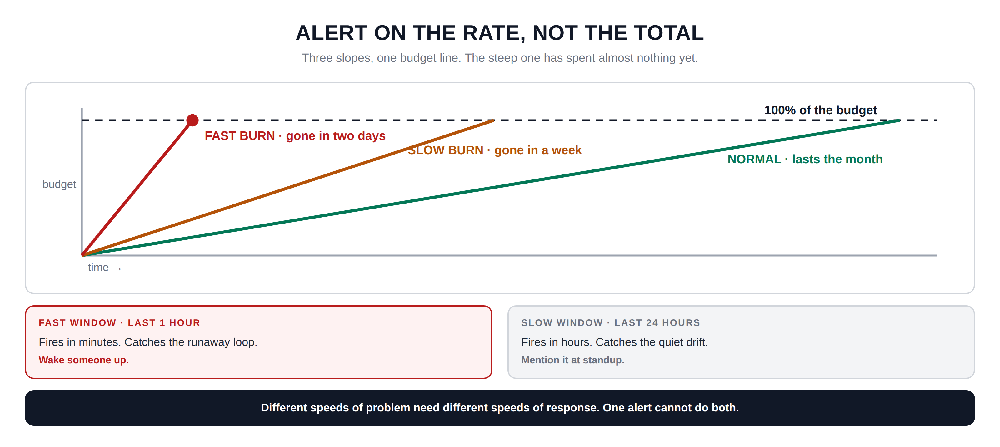 ALERT ON THE RATE, NOT THE TOTAL
Three slopes, one budget line. The steep one has spent almost nothing yet.
100% of the budget
FAST BURN · gone in two days
SLOW BURN · gone in a week
NORMAL · lasts the month
budget
time →
FAST WINDOW · LAST 1 HOUR
Fires in minutes. Catches the runaway loop.
Wake someone up.
SLOW WINDOW · LAST 24 HOURS
Fires in hours. Catches the quiet drift.
Mention it at standup.
Different speeds of problem need different speeds of response. One alert cannot do both.